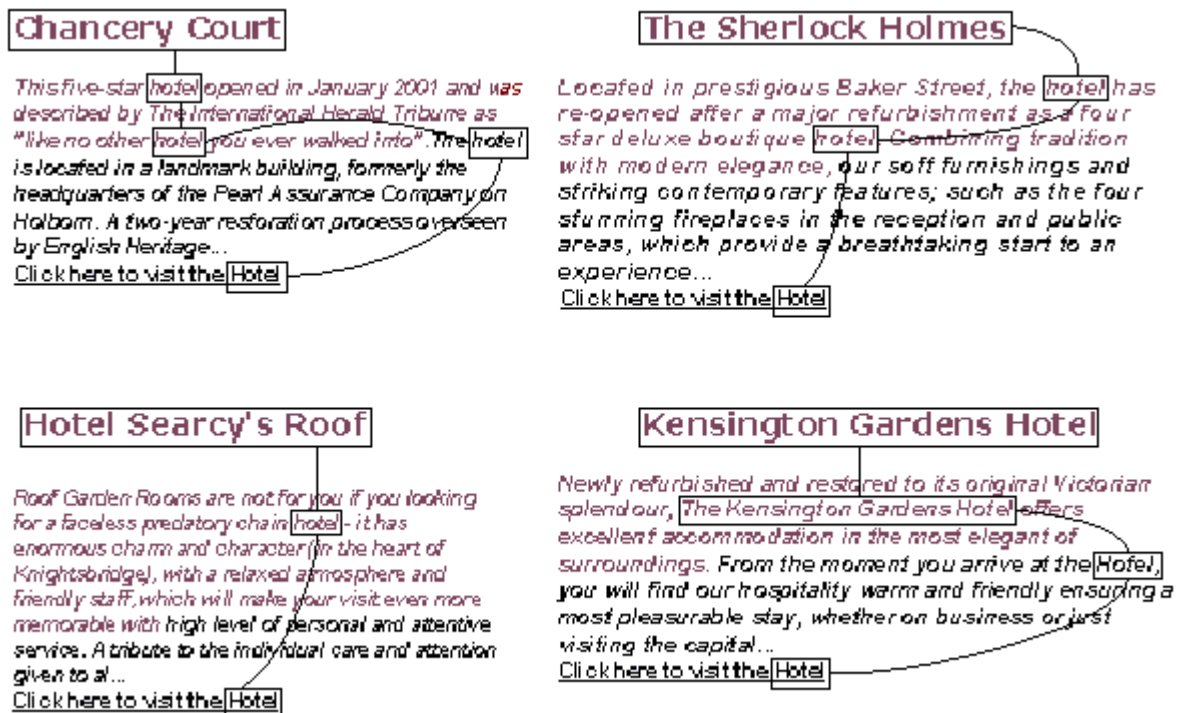 Chancery Court
This five-star hotel opened in January 2001 and was
described by The International Herald Tribune as
"like no other hotel you ever walked into". The hotel
is located in a landmark building, formerly the
headquarters of the Pearl Assurance Company on
Holborn. A two-year restoration process overseen
by English Heritage...
Click here to visit the Hotel
The Sherlock Holmes
Located in prestigious Baker Street, the hotel has
re-opened after a major refurbishment as a four
star deluxe boutique hotel. Combining tradition
with modern elegance, our soft furnishings and
striking contemporary features; such as the four
stunning fireplaces in the reception and public
areas, which provide a breathtaking start to an
experience...
Click here to visit the Hotel
Hotel Searcy's Roof
Roof Garden Rooms are not for you if you looking
for a faceless predatory chain hotel - it has
enormous charm and character (in the heart of
Knightsbridge), with a relaxed atmosphere and
friendly staff, which will make your visit even more
memorable with high level of personal and attentive
service. A tribute to the individual care and attention
given to al...
Click here to visit the Hotel
Kensington Gardens Hotel
Newly refurbished and restored to its original Victorian
splendour, The Kensington Gardens Hotel offers
excellent accommodation in the most elegant of
surroundings. From the moment you arrive at the Hotel,
you will find our hospitality warm and friendly ensuring a
most pleasurable stay, whether on business or just
visiting the capital...
Click here to visit the Hotel